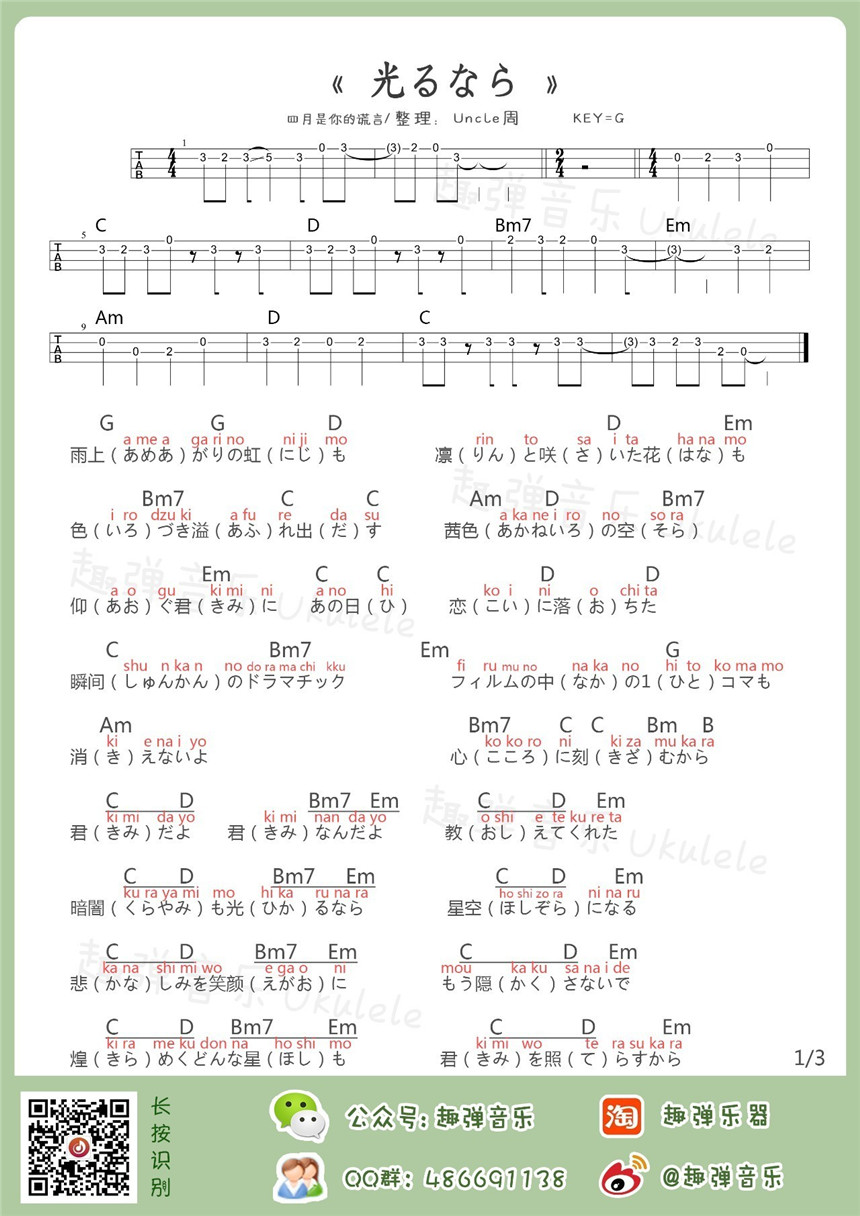 《 光るなら 》
四月是你的谎言/整理：Uncle周 KEY=G
1
T A B 4 4 3 2 3 5 3 0 3 (3) 2 0 3 2 4 4 4 0 2 3 0
C D Bm7 Em
5
T A B 3 2 3 0 3 3 3 2 3 0 3 0 2 3 2 0 3 (3) 3 2
Am D C
9
T A B 0 0 2 0 3 2 0 2 3 3 3 3 3 3 (3) 3 2 3 2 0
G G D D Em
a me a ga ri no ni ji mo rin to sa i ta ha na mo
雨上（あめあ）がりの虹（にじ）も 凛（りん）と咲（さ）いた花（はな）も
Bm7 C C Am D Bm7
i ro dzu ki a fu re da su a ka ne i ro no so ra
色（いろ）づき溢（あふ）れ出（だ）す 茜色（あかねいろ）の空（そら）
Em C C D D
a o gu ki mi ni a no hi ko i ni o chi ta
仰（あお）ぐ君（きみ）に あの日（ひ） 恋（こい）に落（お）ちた
C Bm7 Em G
shu n kan no do ra ma chi kku fi ru mu no na ka no hi to ko ma mo
瞬间（しゅんかん）のドラマチック フィルムの中（なか）の1（ひと）コマも
Am Bm7 C C Bm B
ki e na i yo ko ko ro ni ki za mu ka ra
消（き）えないよ 心（こころ）に刻（きざ）むから
C D Bm7 Em C D Em
ki mi da yo ki mi nan da yo o shi e te ku re ta
君（きみ）だよ 君（きみ）なんだよ 教（おし）えてくれた
C D Bm7 Em C D Em
ku ra ya mi mo hi ka ru na ra ho shi zo ra ni na ru
暗闇（くらやみ）も光（ひか）るなら 星空（ほしぞら）になる
C D Bm7 Em C D Em
ka na shi mi wo e ga o ni mou ka ku sa na i de
悲（かな）しみを笑颜（えがお）に もう隠（かく）さないで
C D Bm7 Em C D Em
ki ra me ku don na ho shi mo ki mi wo te ra su ka ra
煌（きら）めくどんな星（ほし）も 君（きみ）を照（て）らすから
1/3
趣弹音乐 Ukulele
趣弹音乐 Ukulele
趣弹音乐 Ukulele
趣弹音乐 Ukulele
趣弹音乐 Ukulele
长按识别
公众号:趣弹音乐
淘 趣弹乐器
QQ群: 486691138
@趣弹音乐